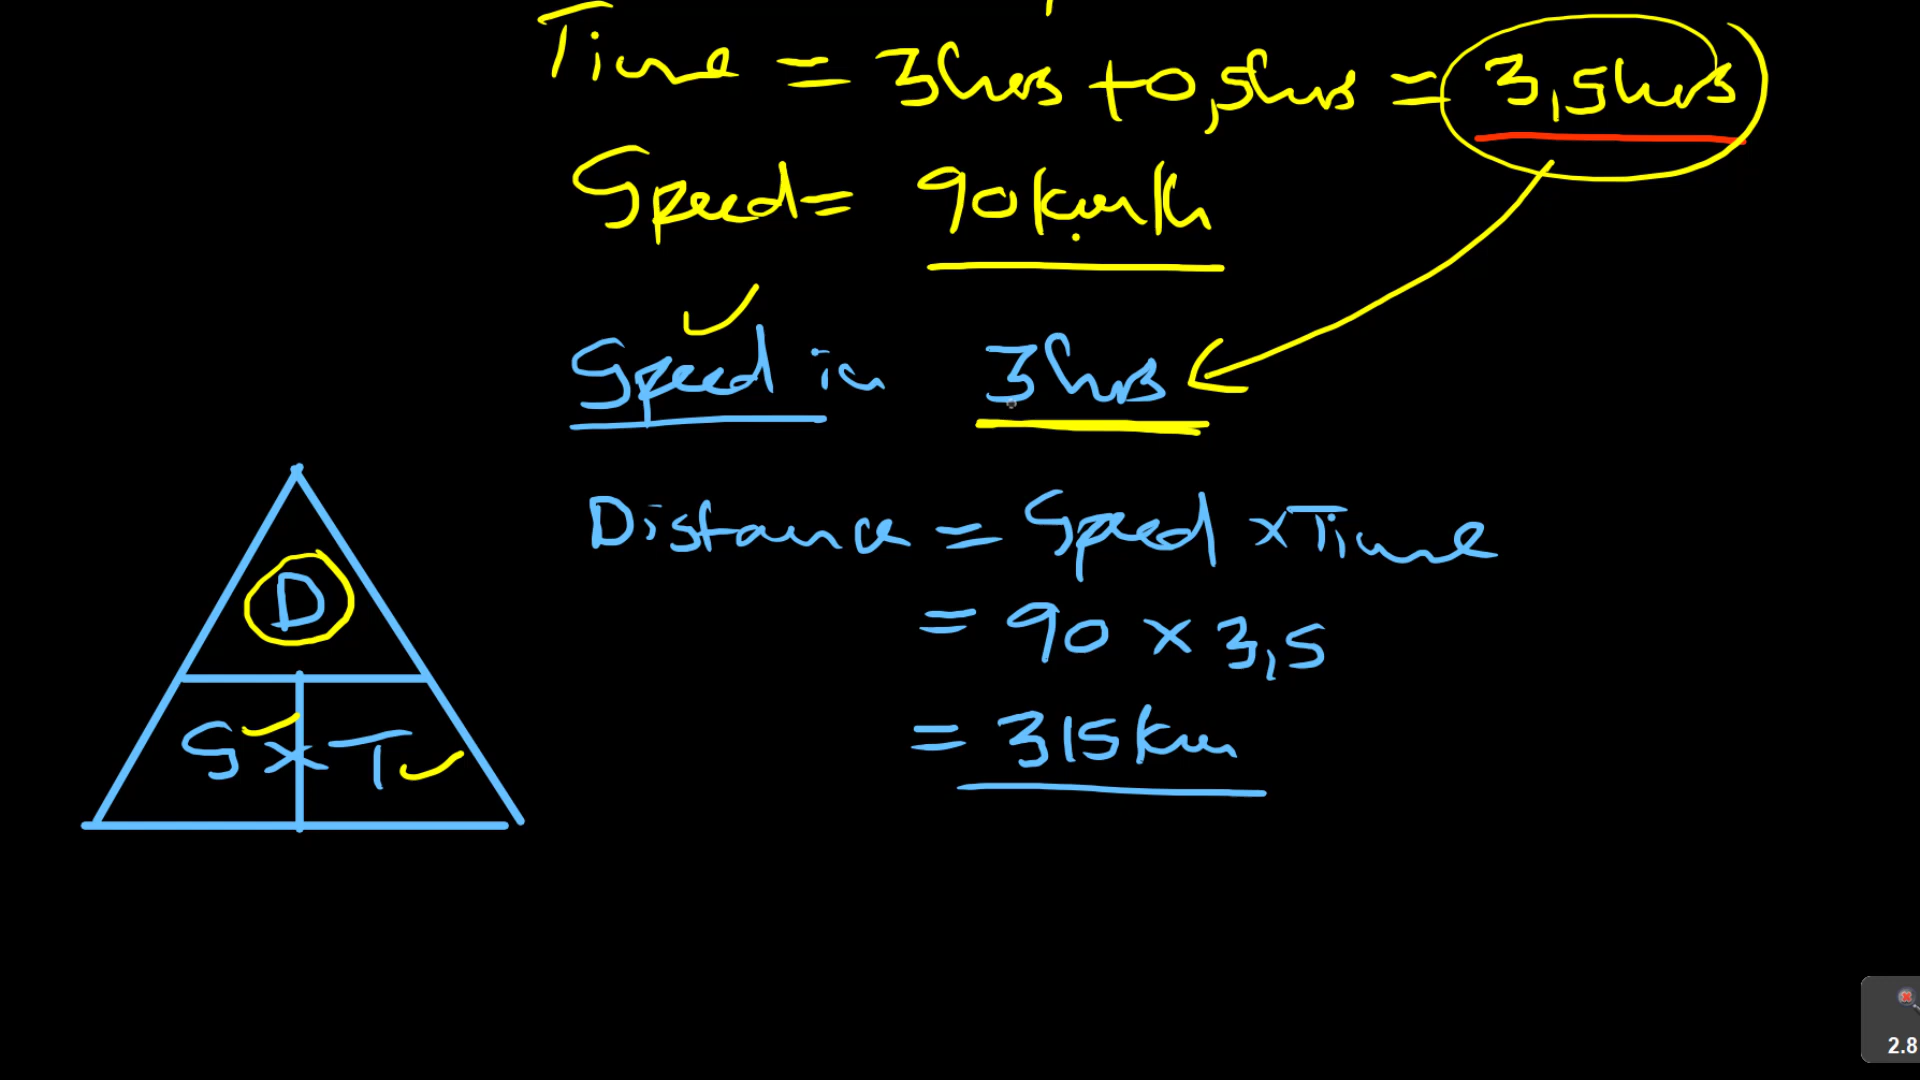 Time = 3hrs + 0,5hrs = 3,5hrs
Speed = 90km/h
Speed in 3hrs
Distance = Speed x Time
= 90 x 3,5
= 315km
D
S x T
2.8